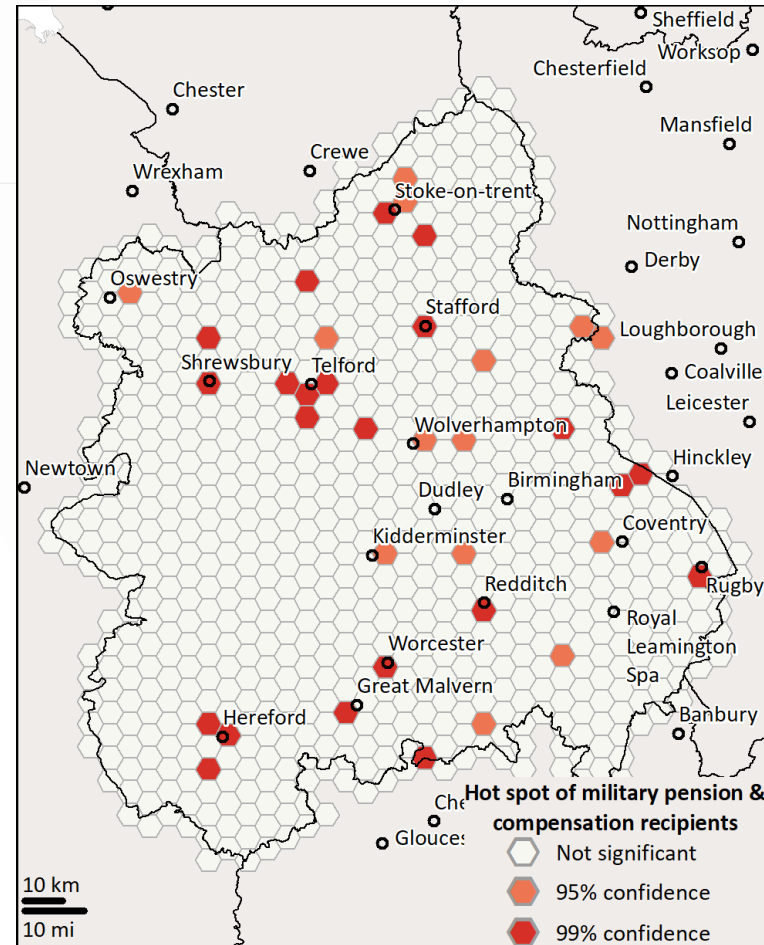 Sheffield
Worksop
Chesterfield
Chester
Mansfield
Crewe
Wrexham
Stoke-on-trent
Nottingham
Derby
Oswestry
Stafford
Loughborough
Shrewsbury
Telford
Coalville
Leicester
Wolverhampton
Hinckley
Newtown
Birmingham
Dudley
Coventry
Kidderminster
Redditch
Rugby
Royal
Leamington
Spa
Worcester
Great Malvern
Hereford
Banbury
Che
Glouces
Hot spot of military pension &
compensation recipients
Not significant
95% confidence
99% confidence
10 km
10 mi